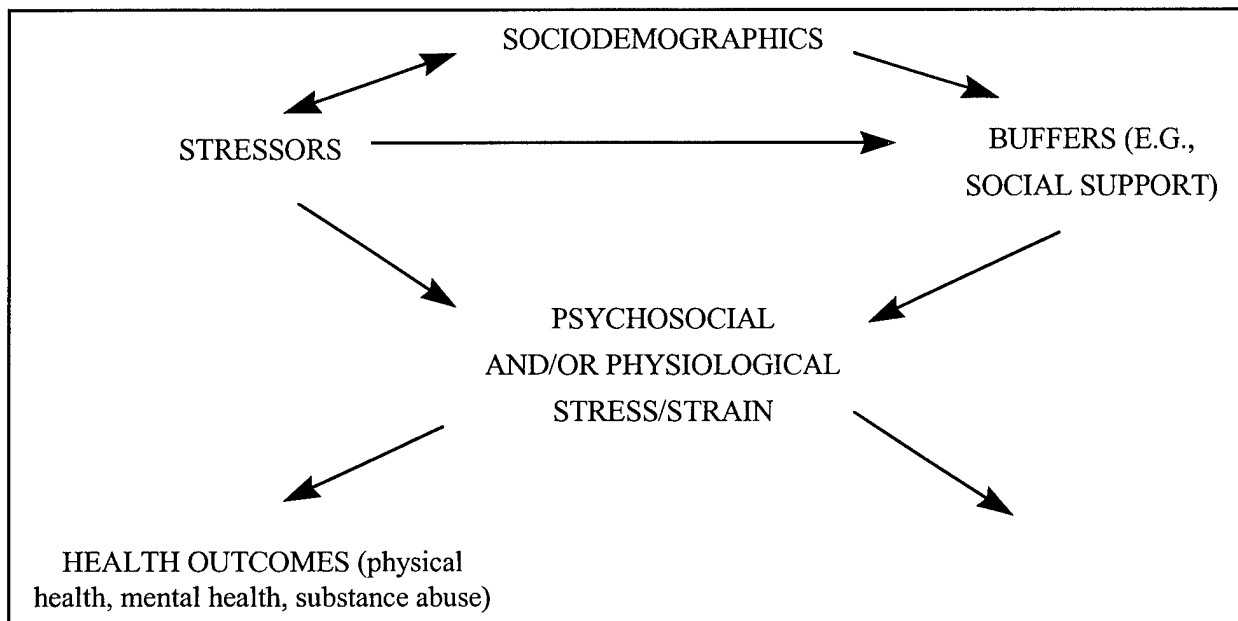 SOCIODEMOGRAPHICS
STRESSORS
BUFFERS (E.G.,
SOCIAL SUPPORT)
PSYCHOSOCIAL
AND/OR PHYSIOLOGICAL
STRESS/STRAIN
HEALTH OUTCOMES (physical
health, mental health, substance abuse)